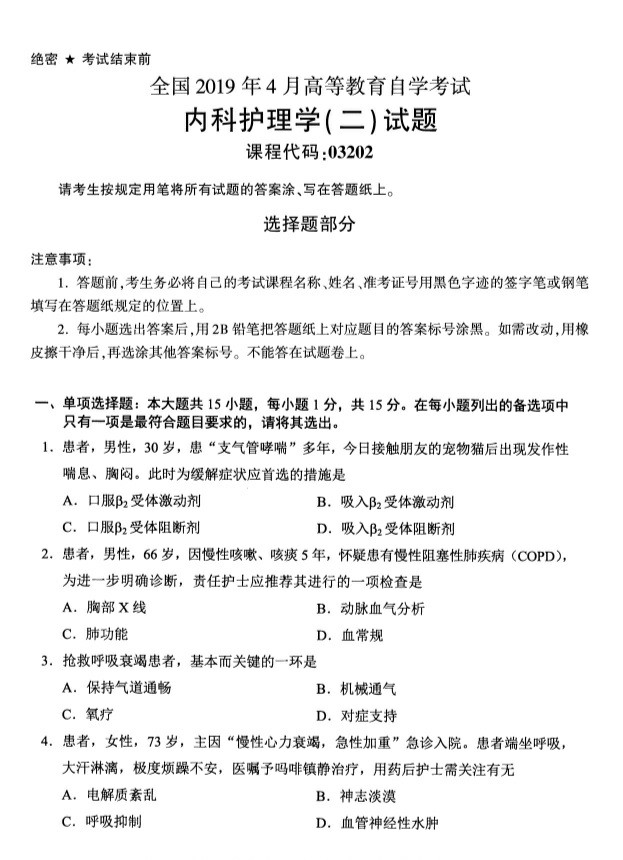 绝密 ★ 考试结束前
全国 2019 年 4 月高等教育自学考试
内科护理学(二)试题
课程代码:03202
请考生按规定用笔将所有试题的答案涂、写在答题纸上。
选择题部分
注意事项:
1. 答题前,考生务必将自己的考试课程名称、姓名、准考证号用黑色字迹的签字笔或钢笔
填写在答题纸规定的位置上。
2. 每小题选出答案后,用 2B 铅笔把答题纸上对应题目的答案标号涂黑。如需改动,用橡
皮擦干净后,再选涂其他答案标号。不能答在试题卷上。
一、单项选择题：本大题共 15 小题，每小题 1 分，共 15 分。在每小题列出的备选项中
只有一项是最符合题目要求的，请将其选出。
1．患者，男性，30 岁，患“支气管哮喘”多年，今日接触朋友的宠物猫后出现发作性
喘息、胸闷。此时为缓解症状应首选的措施是
A．口服β₂受体激动剂 B．吸入β₂受体激动剂
C．口服β₂受体阻断剂 D．吸入β₂受体阻断剂
2．患者，男性，66 岁，因慢性咳嗽、咳痰 5 年，怀疑患有慢性阻塞性肺疾病（COPD），
为进一步明确诊断，责任护士应推荐其进行的一项检查是
A．胸部 X 线 B．动脉血气分析
C．肺功能 D．血常规
3．抢救呼吸衰竭患者，基本而关键的一环是
A．保持气道通畅 B．机械通气
C．氧疗 D．对症支持
4．患者，女性，73 岁，主因“慢性心力衰竭，急性加重”急诊入院。患者端坐呼吸，
大汗淋漓，极度烦躁不安，医嘱予吗啡镇静治疗，用药后护士需关注有无
A．电解质紊乱 B．神志淡漠
C．呼吸抑制 D．血管神经性水肿